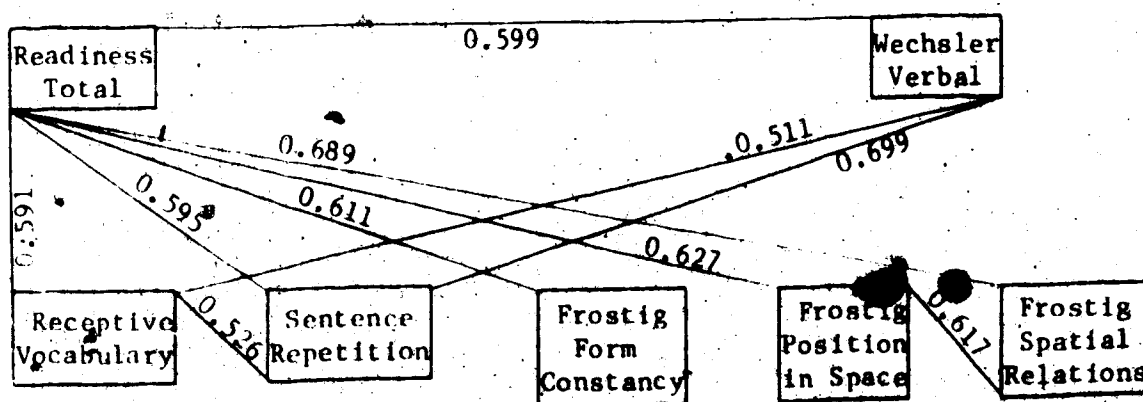 0.599
Readiness
Total
Wechsler
Verbal
0.689
0.511
0.699
0.591
0.595
0.611
0.627
Receptive
Vocabulary
0.526
Sentence
Repetition
Frostig
Form
Constancy
Frostig
Position
in Space
0.617
Frostig
Spatial
Relations